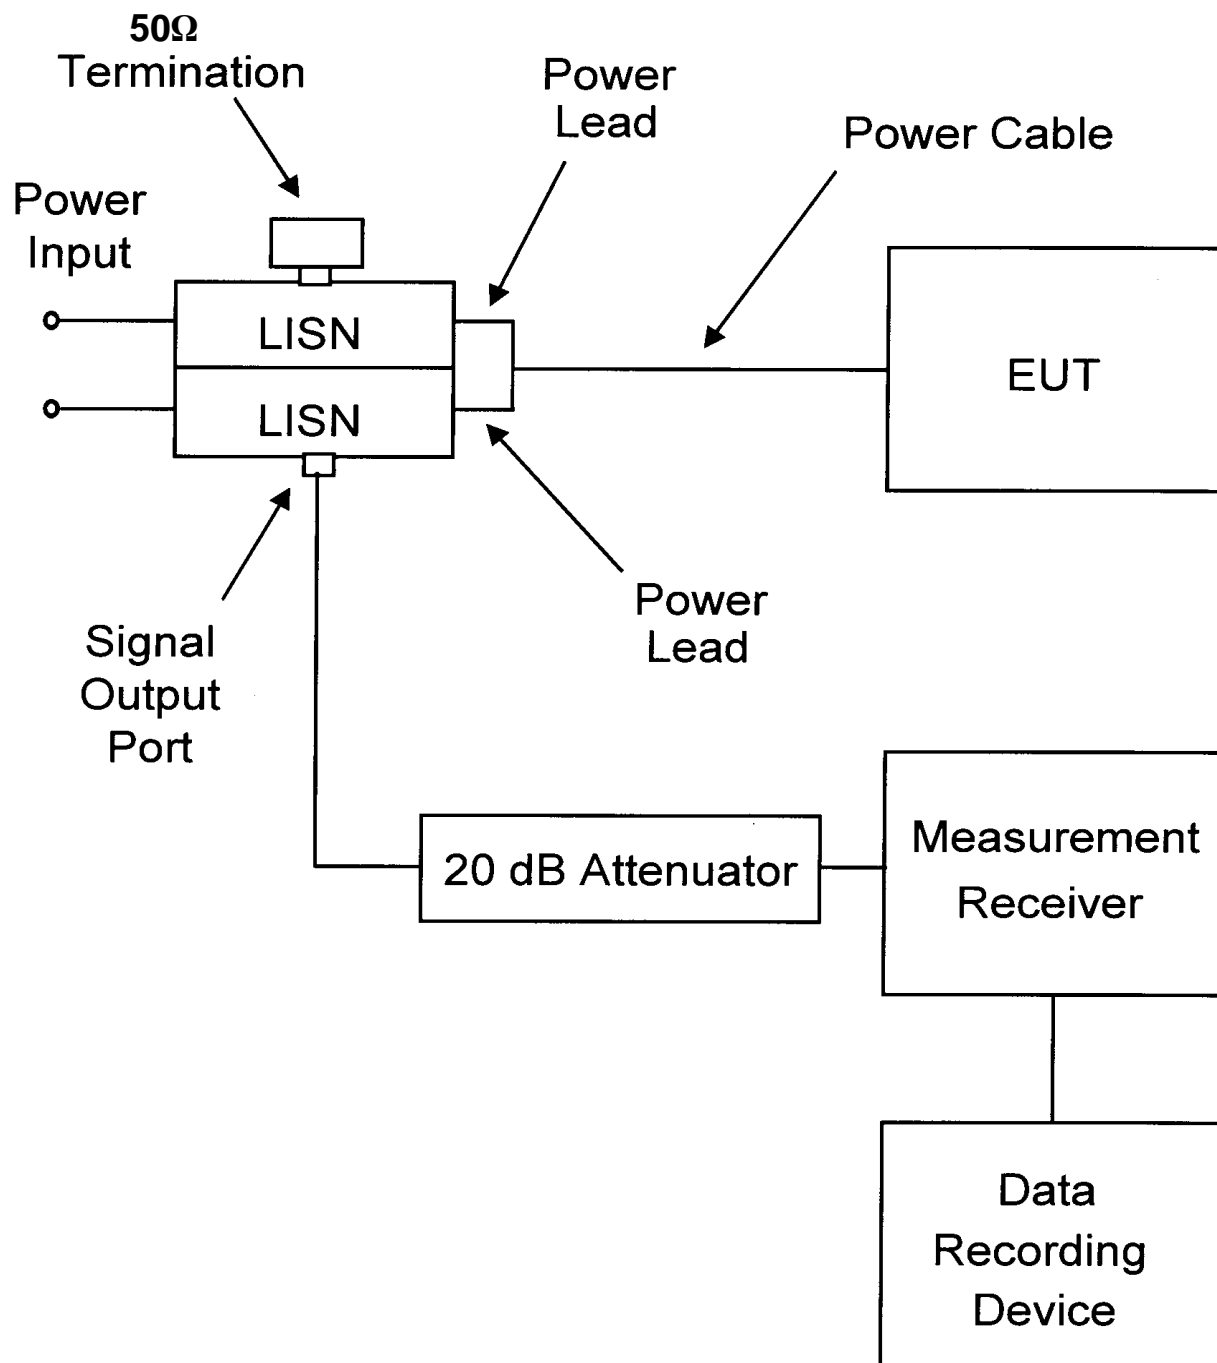 50Ω
Termination
Power
Lead
Power Cable
Power
Input
LISN
LISN
EUT
Power
Lead
Signal
Output
Port
20 dB Attenuator
Measurement
Receiver
Data
Recording
Device